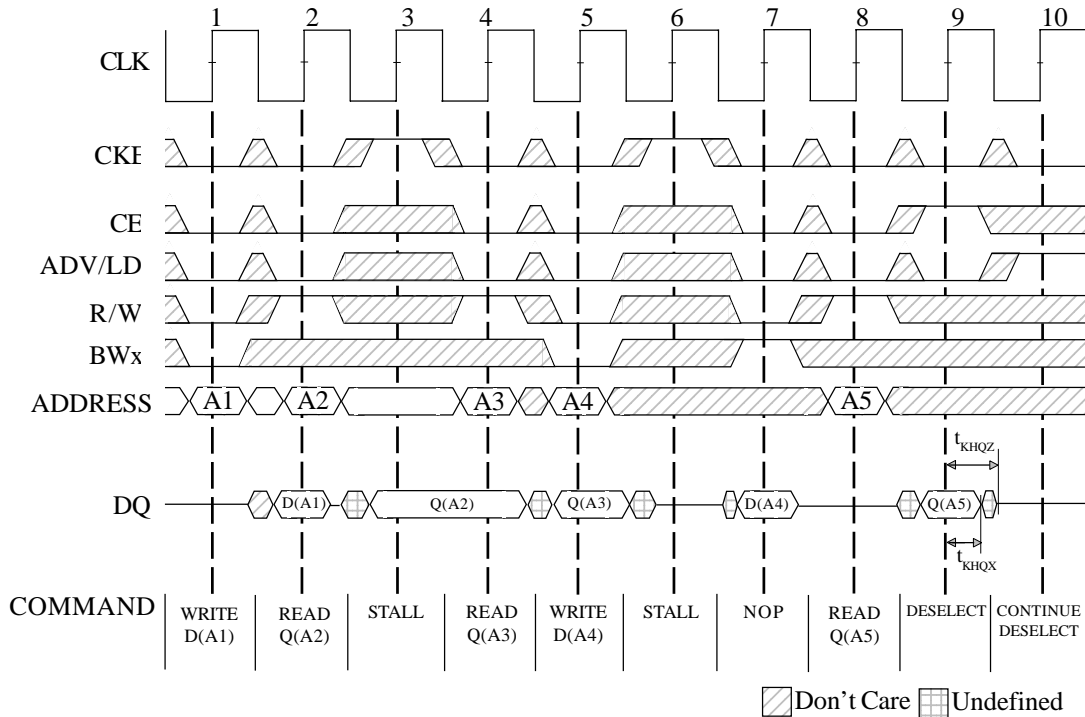 1 2 3 4 5 6 7 8 9 10
CLK
CKE
CE
ADV/LD
R/W
BWx
ADDRESS A1 A2 A3 A4 A5
tKHQZ
DQ D(A1) Q(A2) Q(A3) D(A4) Q(A5)
tKHQX
COMMAND WRITE D(A1) READ Q(A2) STALL READ Q(A3) WRITE D(A4) STALL NOP READ Q(A5) DESELECT CONTINUE DESELECT
Don't Care Undefined